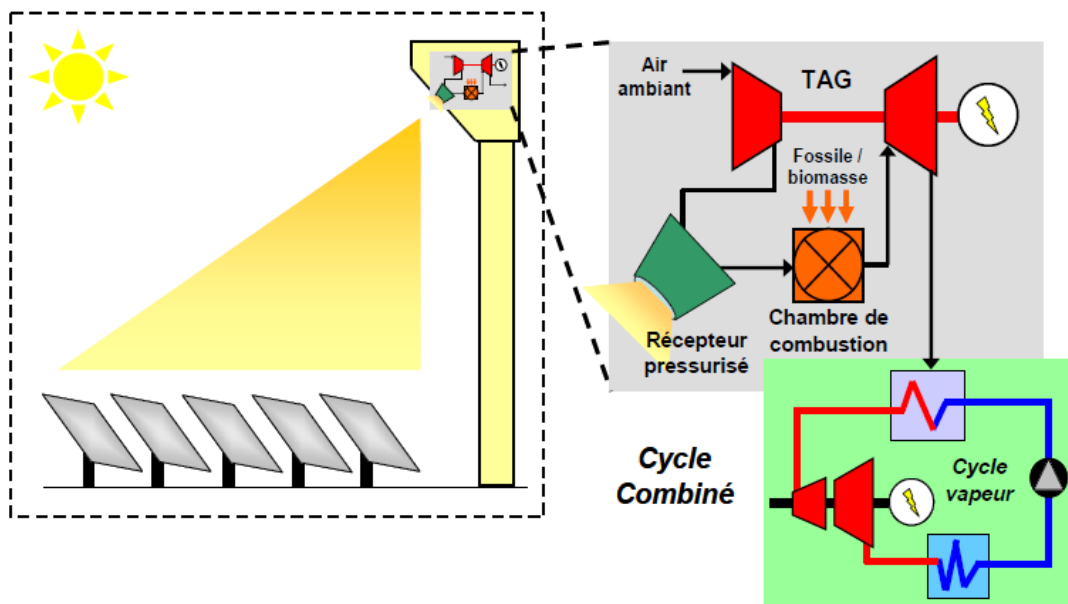 Air
ambiant
TAG
Fossile /
biomasse
Récepteur
pressurisé
Chambre de
combustion
Cycle
Combiné
Cycle
vapeur